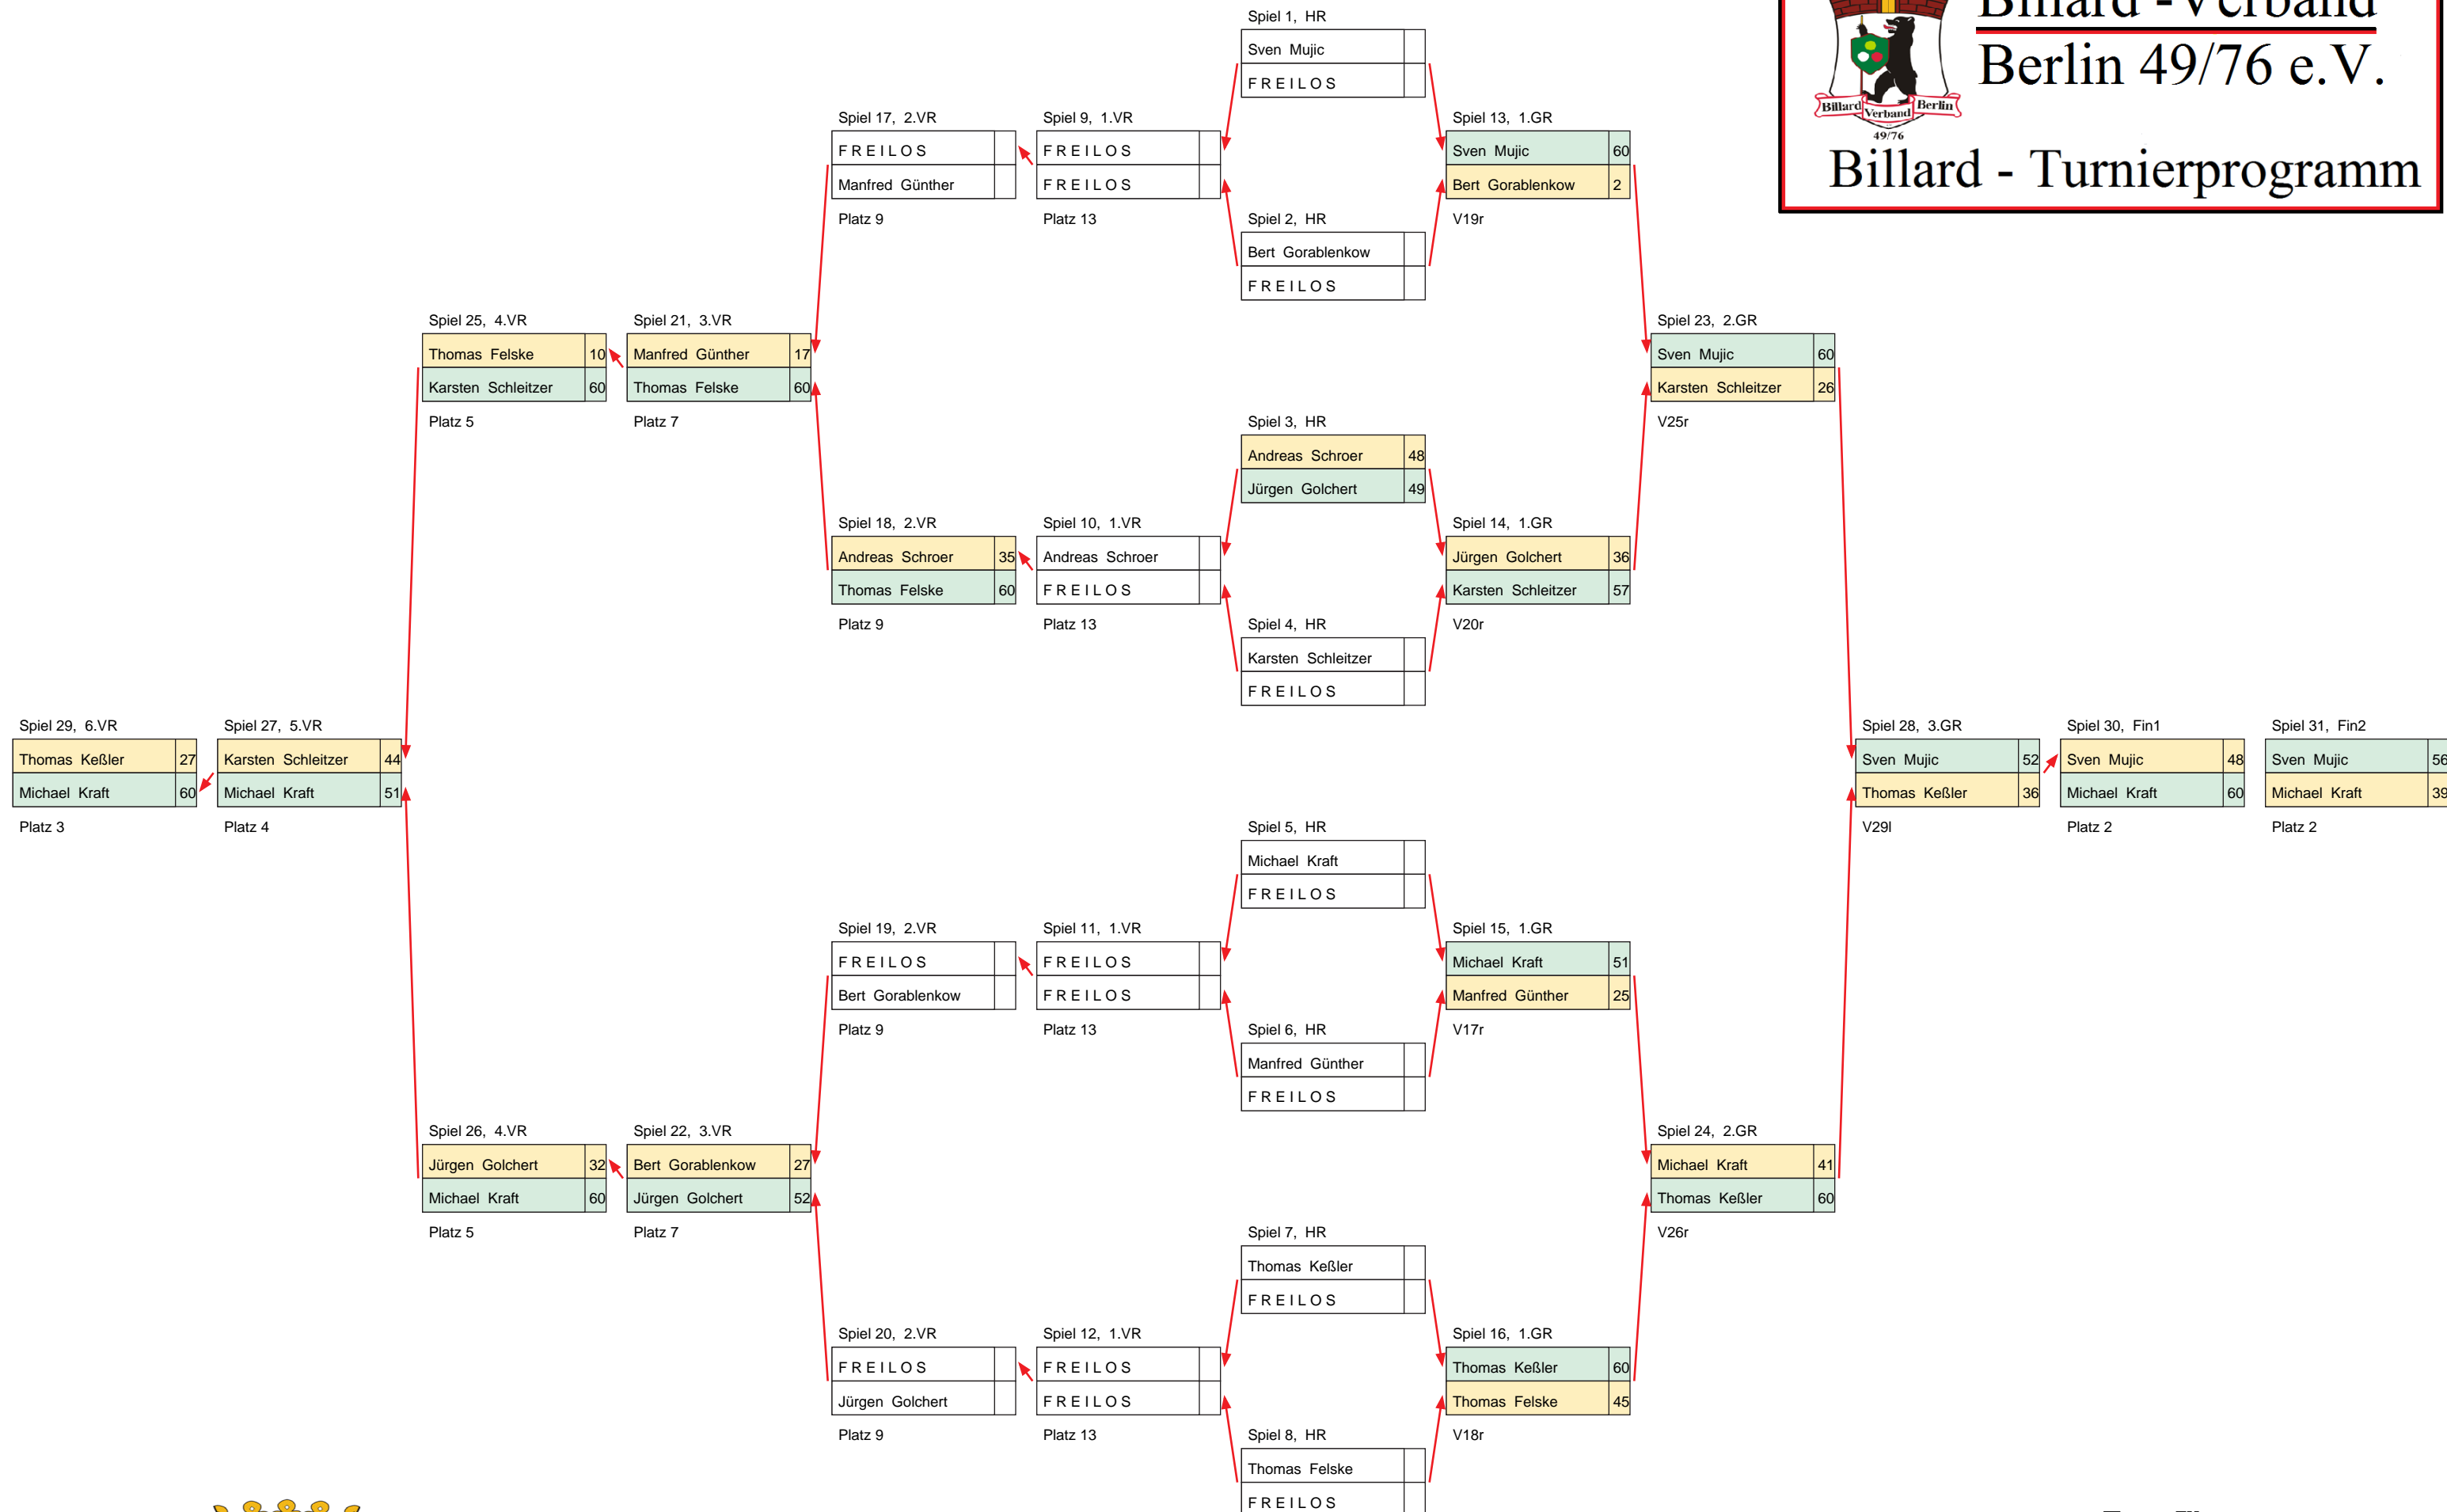 Billard - Verband
Berlin 49/76 e.V.
Billard Verband Berlin
49/76
Billard - Turnierprogramm
Spiel 1, HR
Sven Mujic
FREILOS
Spiel 17, 2.VR
FREILOS
Manfred Günther
Platz 9
Spiel 9, 1.VR
FREILOS
FREILOS
Platz 13
Spiel 13, 1.GR
Sven Mujic 60
Bert Gorablenkow 2
V19r
Spiel 2, HR
Bert Gorablenkow
FREILOS
Spiel 25, 4.VR
Thomas Felske 10
Karsten Schleitzer 60
Platz 5
Spiel 21, 3.VR
Manfred Günther 17
Thomas Felske 60
Platz 7
Spiel 23, 2.GR
Sven Mujic 60
Karsten Schleitzer 26
V25r
Spiel 3, HR
Andreas Schroer 48
Jürgen Golchert 49
Spiel 18, 2.VR
Andreas Schroer 35
Thomas Felske 60
Platz 9
Spiel 10, 1.VR
Andreas Schroer
FREILOS
Platz 13
Spiel 14, 1.GR
Jürgen Golchert 36
Karsten Schleitzer 57
V20r
Spiel 4, HR
Karsten Schleitzer
FREILOS
Spiel 29, 6.VR
Thomas Keßler 27
Michael Kraft 60
Platz 3
Spiel 27, 5.VR
Karsten Schleitzer 44
Michael Kraft 51
Platz 4
Spiel 28, 3.GR
Sven Mujic 52
Thomas Keßler 36
V29l
Spiel 30, Fin1
Sven Mujic 48
Michael Kraft 60
Platz 2
Spiel 31, Fin2
Sven Mujic 56
Michael Kraft 39
Platz 2
Spiel 5, HR
Michael Kraft
FREILOS
Spiel 19, 2.VR
FREILOS
Bert Gorablenkow
Platz 9
Spiel 11, 1.VR
FREILOS
FREILOS
Platz 13
Spiel 15, 1.GR
Michael Kraft 51
Manfred Günther 25
V17r
Spiel 6, HR
Manfred Günther
FREILOS
Spiel 26, 4.VR
Jürgen Golchert 32
Michael Kraft 60
Platz 5
Spiel 22, 3.VR
Bert Gorablenkow 27
Jürgen Golchert 52
Platz 7
Spiel 24, 2.GR
Michael Kraft 41
Thomas Keßler 60
V26r
Spiel 7, HR
Thomas Keßler
FREILOS
Spiel 20, 2.VR
FREILOS
Jürgen Golchert
Platz 9
Spiel 12, 1.VR
FREILOS
FREILOS
Platz 13
Spiel 16, 1.GR
Thomas Keßler 60
Thomas Felske 45
V18r
Spiel 8, HR
Thomas Felske
FREILOS